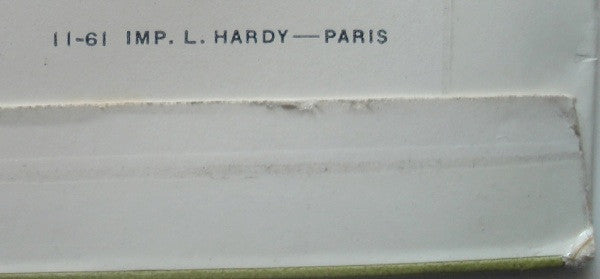 11-61 IMP. L. HARDY—PARIS